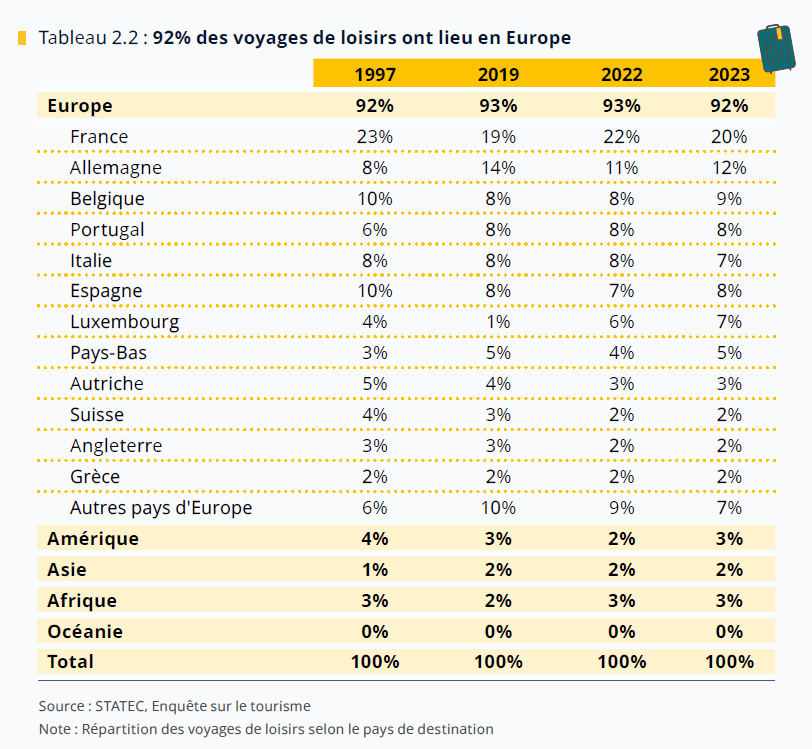 Tableau 2.2 : 92% des voyages de loisirs ont lieu en Europe
1997 2019 2022 2023
Europe 92% 93% 93% 92%
France 23% 19% 22% 20%
Allemagne 8% 14% 11% 12%
Belgique 10% 8% 8% 9%
Portugal 6% 8% 8% 8%
Italie 8% 8% 8% 7%
Espagne 10% 8% 7% 8%
Luxembourg 4% 1% 6% 7%
Pays-Bas 3% 5% 4% 5%
Autriche 5% 4% 3% 3%
Suisse 4% 3% 2% 2%
Angleterre 3% 3% 2% 2%
Grèce 2% 2% 2% 2%
Autres pays d'Europe 6% 10% 9% 7%
Amérique 4% 3% 2% 3%
Asie 1% 2% 2% 2%
Afrique 3% 2% 3% 3%
Océanie 0% 0% 0% 0%
Total 100% 100% 100% 100%
Source : STATEC, Enquête sur le tourisme
Note : Répartition des voyages de loisirs selon le pays de destination